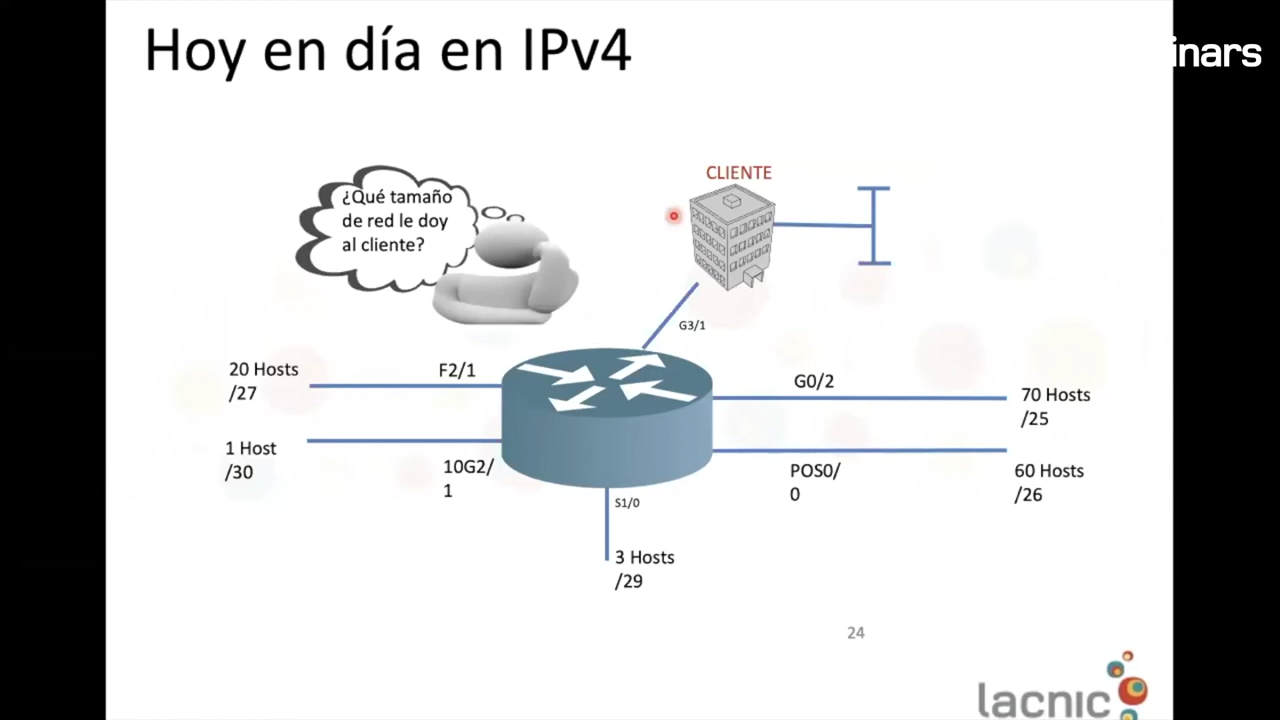 Hoy en día en IPv4
inars
CLIENTE
¿Qué tamaño
de red le doy
al cliente?
G3/1
20 Hosts
/27
F2/1
G0/2
70 Hosts
/25
1 Host
/30
10G2/
1
POS0/
0
60 Hosts
/26
S1/0
3 Hosts
/29
24
lacnic